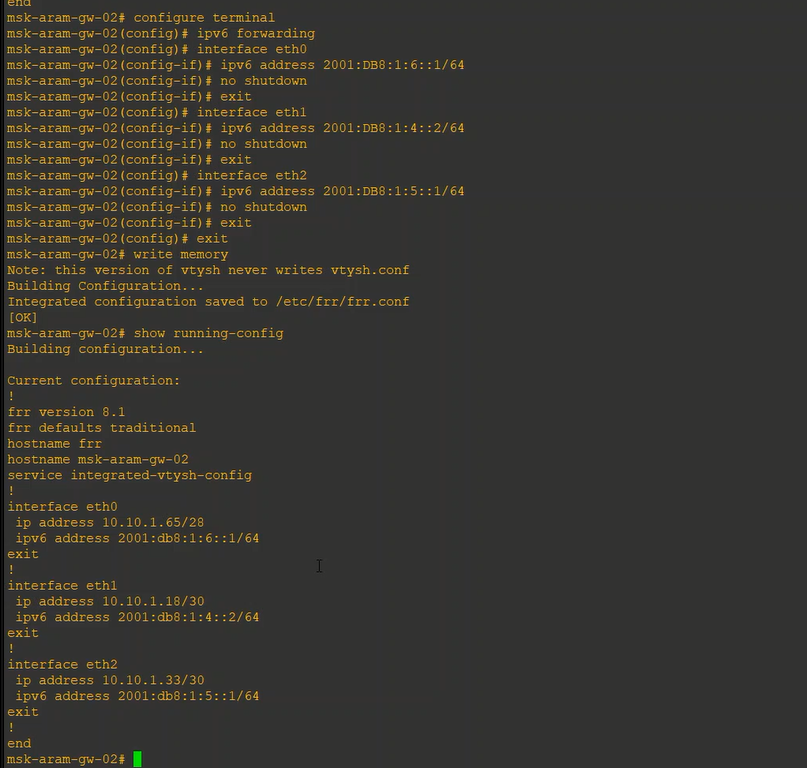 end
msk-aram-gw-02# configure terminal
msk-aram-gw-02(config)# ipv6 forwarding
msk-aram-gw-02(config)# interface eth0
msk-aram-gw-02(config-if)# ipv6 address 2001:DB8:1:6::1/64
msk-aram-gw-02(config-if)# no shutdown
msk-aram-gw-02(config-if)# exit
msk-aram-gw-02(config)# interface eth1
msk-aram-gw-02(config-if)# ipv6 address 2001:DB8:1:4::2/64
msk-aram-gw-02(config-if)# no shutdown
msk-aram-gw-02(config-if)# exit
msk-aram-gw-02(config)# interface eth2
msk-aram-gw-02(config-if)# ipv6 address 2001:DB8:1:5::1/64
msk-aram-gw-02(config-if)# no shutdown
msk-aram-gw-02(config-if)# exit
msk-aram-gw-02(config)# exit
msk-aram-gw-02# write memory
Note: this version of vtysh never writes vtysh.conf
Building Configuration...
Integrated configuration saved to /etc/frr/frr.conf
[OK]
msk-aram-gw-02# show running-config
Building configuration...

Current configuration:
!
frr version 8.1
frr defaults traditional
hostname frr
hostname msk-aram-gw-02
service integrated-vtysh-config
!
interface eth0
 ip address 10.10.1.65/28
 ipv6 address 2001:db8:1:6::1/64
exit
!
interface eth1
 ip address 10.10.1.18/30
 ipv6 address 2001:db8:1:4::2/64
exit
!
interface eth2
 ip address 10.10.1.33/30
 ipv6 address 2001:db8:1:5::1/64
exit
!
end
msk-aram-gw-02#